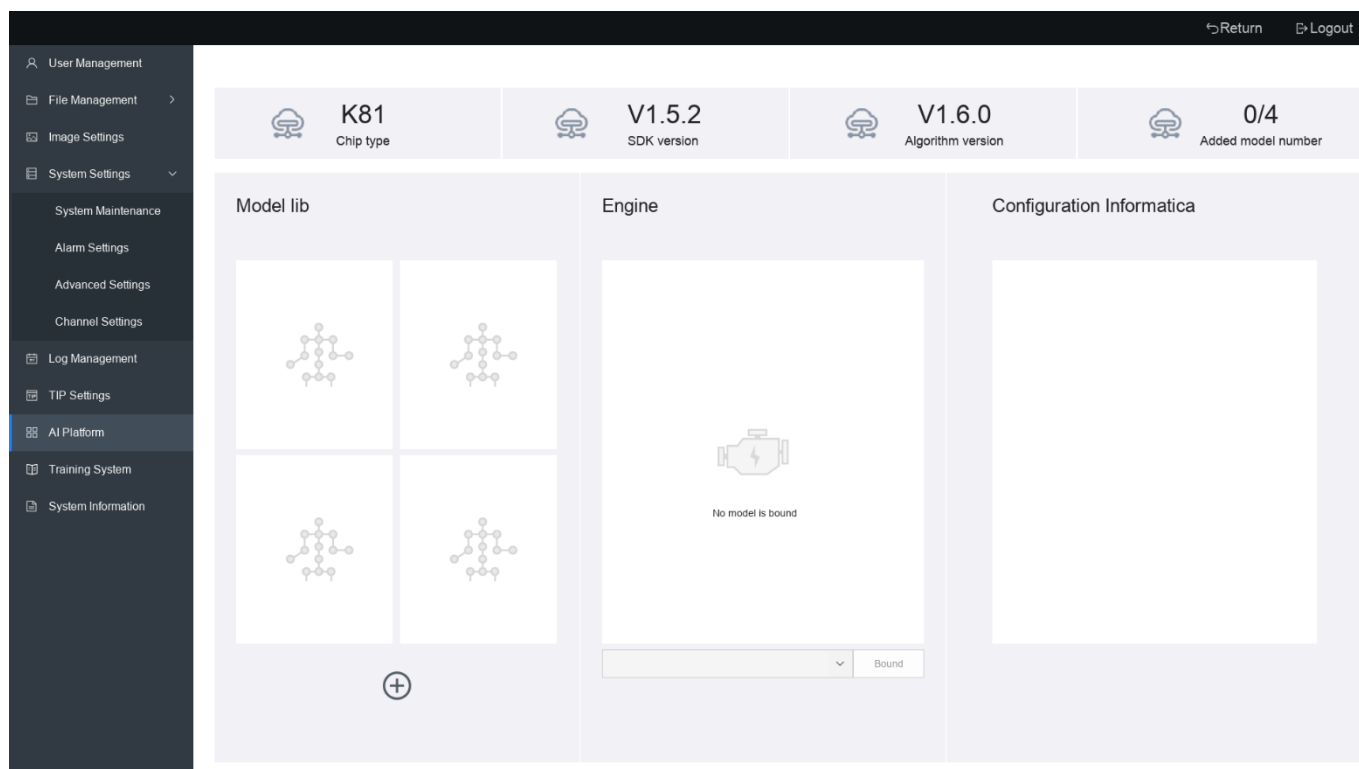 Return
Logout
User Management
File Management
Image Settings
System Settings
System Maintenance
Alarm Settings
Advanced Settings
Channel Settings
Log Management
TIP Settings
AI Platform
Training System
System Information
K81
Chip type
V1.5.2
SDK version
V1.6.0
Algorithm version
0/4
Added model number
Model lib
Engine
No model is bound
Bound
Configuration Informatica